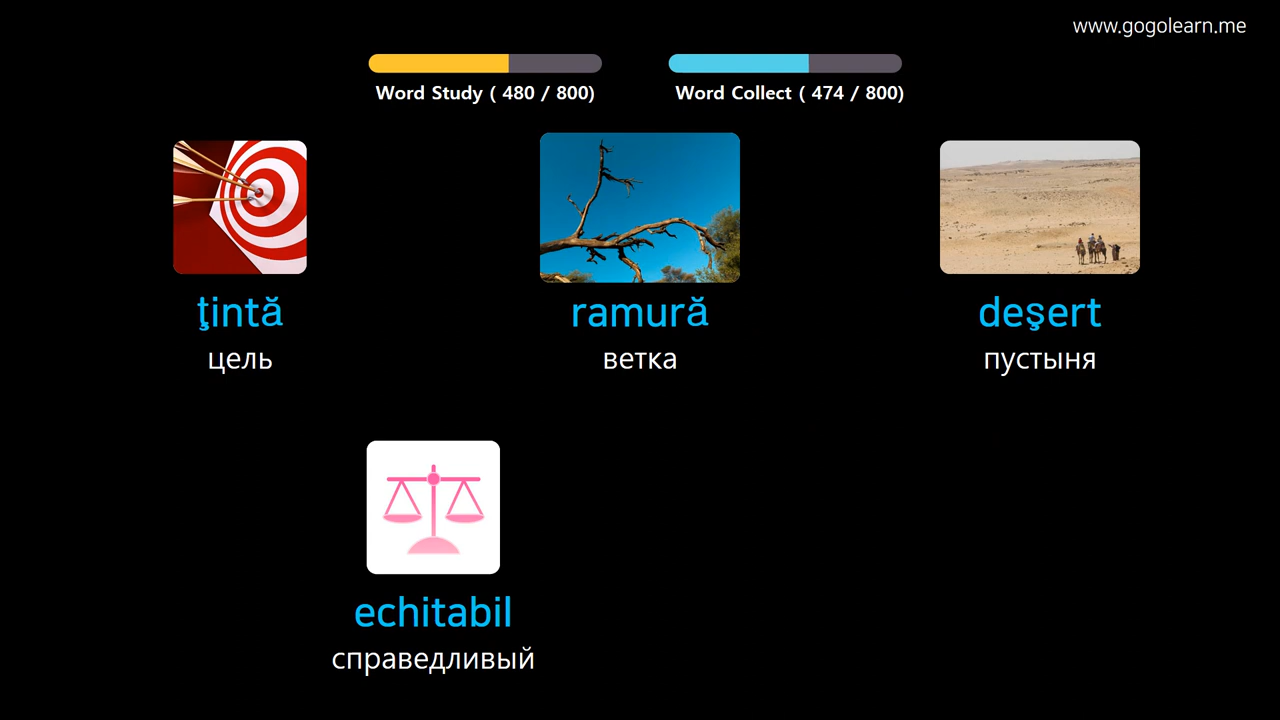 www.gogolearn.me
Word Study ( 480 / 800)
Word Collect ( 474 / 800)
ţintă
ramură
deşert
цель
ветка
пустыня
echitabil
справедливый